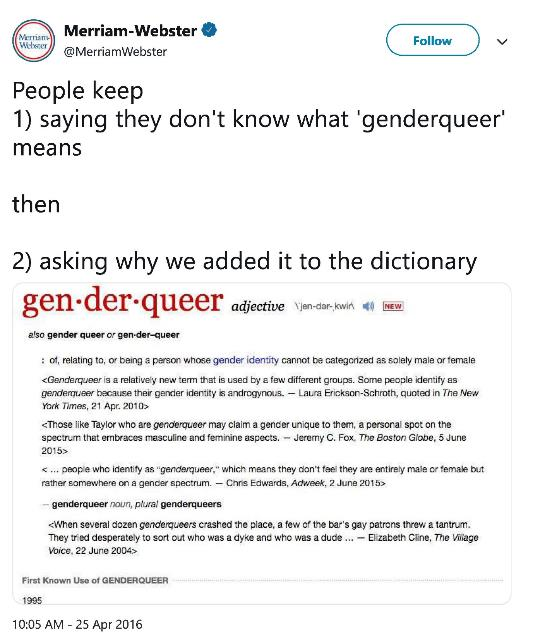 Merriam-Webster
Merriam-
Webster
@MerriamWebster
Follow
People keep
1) saying they don't know what 'genderqueer'
means
then
2) asking why we added it to the dictionary
gen·der·queer adjective \ˈjen-dər-ˌkwir\ NEW
also gender queer or gen·der–queer
: of, relating to, or being a person whose gender identity cannot be categorized as solely male or female
<Genderqueer is a relatively new term that is used by a few different groups. Some people identify as
genderqueer because their gender identity is androgynous. — Laura Erickson-Schroth, quoted in The New
York Times, 21 Apr. 2010>
<Those like Taylor who are genderqueer may claim a gender unique to them, a personal spot on the
spectrum that embraces masculine and feminine aspects. — Jeremy C. Fox, The Boston Globe, 5 June
2015>
< ... people who identify as "genderqueer," which means they don't feel they are entirely male or female but
rather somewhere on a gender spectrum. — Chris Edwards, Adweek, 2 June 2015>
— genderqueer noun, plural genderqueers
<When several dozen genderqueers crashed the place, a few of the bar's gay patrons threw a tantrum.
They tried desperately to sort out who was a dyke and who was a dude ... — Elizabeth Cline, The Village
Voice, 22 June 2004>
First Known Use of GENDERQUEER
1995
10:05 AM - 25 Apr 2016